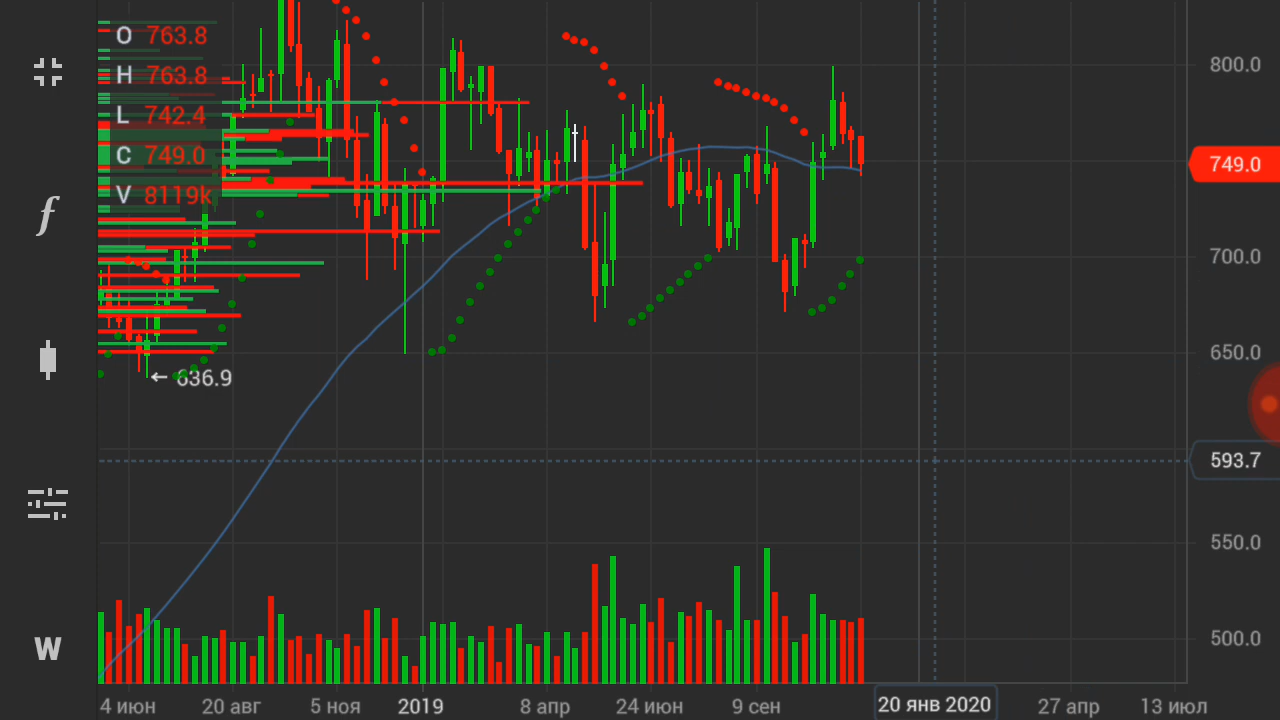 O 763.8
H 763.8
L 742.4
C 749.0
V 8119k
f
W
← 636.9
800.0
749.0
700.0
650.0
593.7
550.0
500.0
4 июн 20 авг 5 ноя 2019 8 апр 24 июн 9 сен 20 янв 2020 27 апр 13 июл